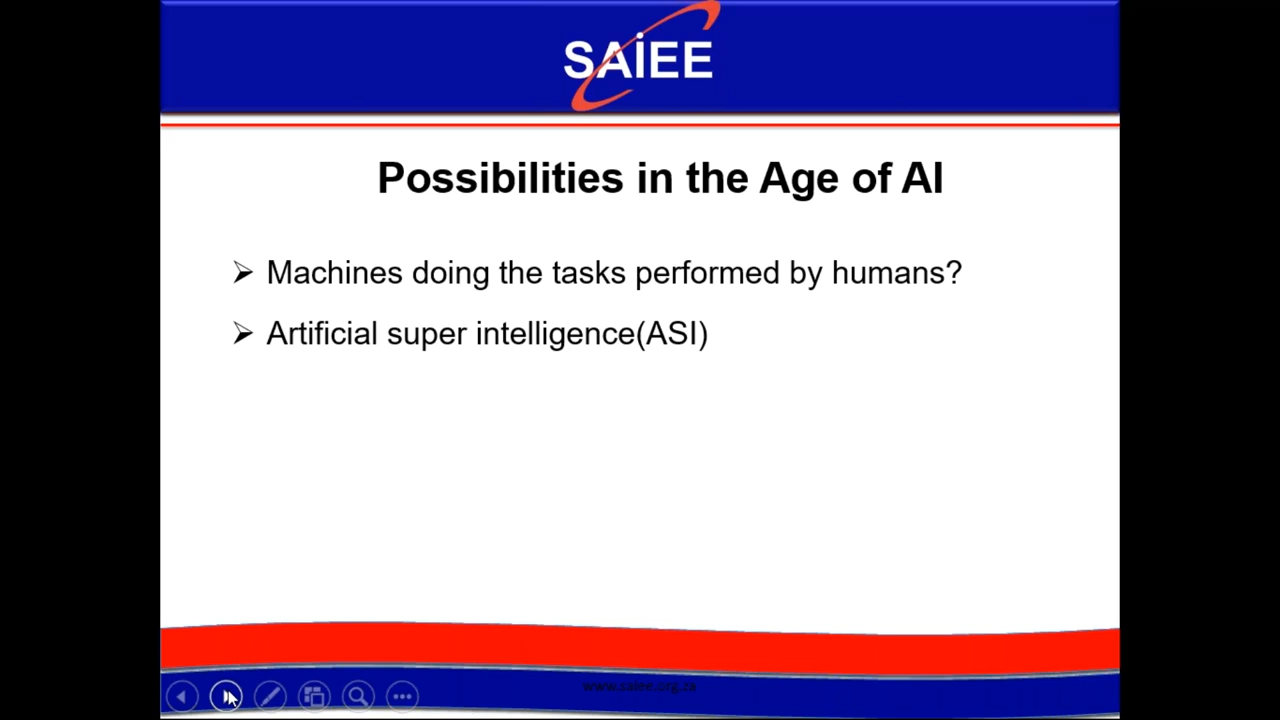 SAiEE
Possibilities in the Age of AI
Machines doing the tasks performed by humans?
Artificial super intelligence(ASI)
www.saiee.org.za